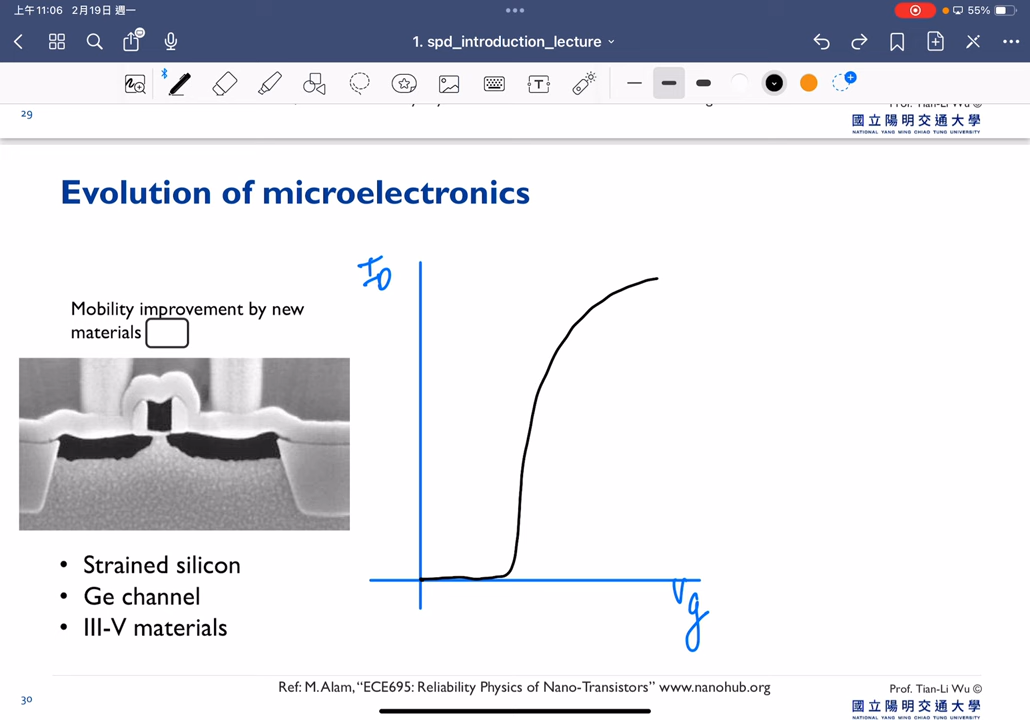 上午11:06 2月19日 週一
55%
1. spd_introduction_lecture
29
國立陽明交通大學
NATIONAL YANG MING CHIAO TUNG UNIVERSITY
Evolution of microelectronics
ID
Mobility improvement by new
materials
• Strained silicon
• Ge channel
• III-V materials
Vg
Ref: M. Alam, “ECE695: Reliability Physics of Nano-Transistors” www.nanohub.org
30
Prof. Tian-Li Wu ©
國立陽明交通大學
NATIONAL YANG MING CHIAO TUNG UNIVERSITY